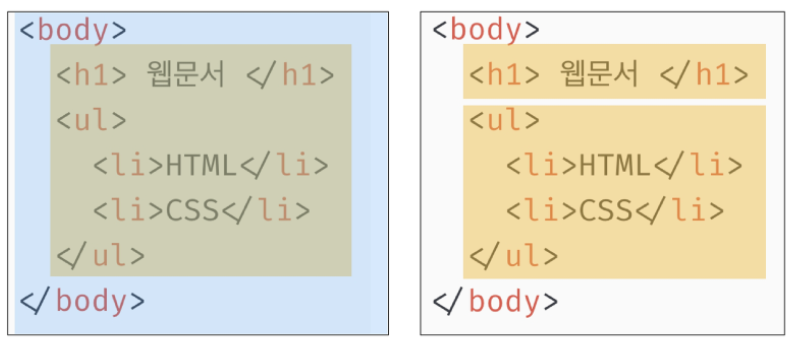 <body>
<h1> 웹문서 </h1>
<ul>
<li>HTML</li>
<li>CSS</li>
</ul>
</body>
<body>
<h1> 웹문서 </h1>
<ul>
<li>HTML</li>
<li>CSS</li>
</ul>
</body>